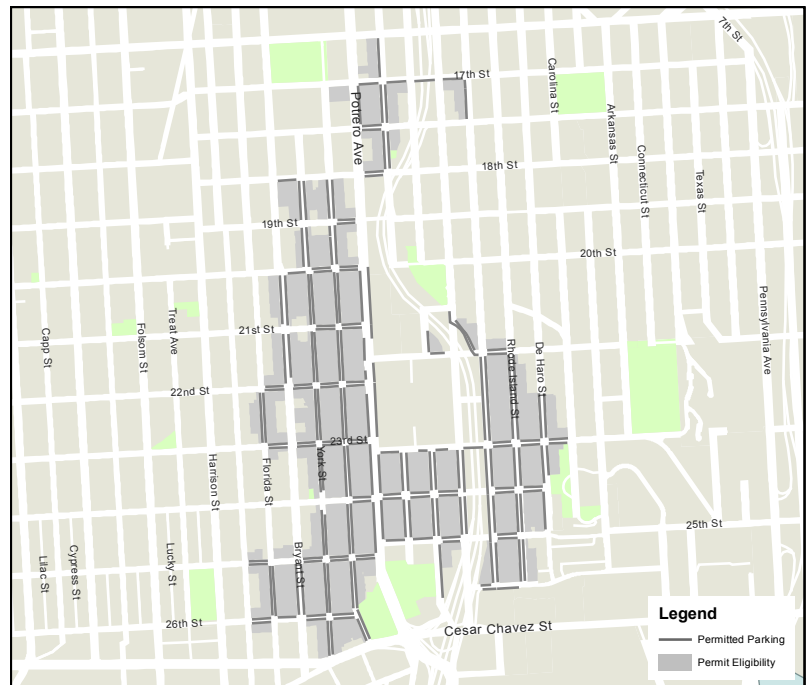 7th St
17th St
Carolina St
Potrero Ave
Arkansas St
Connecticut St
18th St
Texas St
19th St
20th St
Pennsylvania Ave
Treat Ave
Folsom St
Capp St
21st St
Rhode Island St
De Haro St
22nd St
23rd St
York St
Harrison St
Florida St
25th St
Bryant St
Lucky St
Cypress St
Lilac St
26th St
Cesar Chavez St
Legend
Permitted Parking
Permit Eligibility